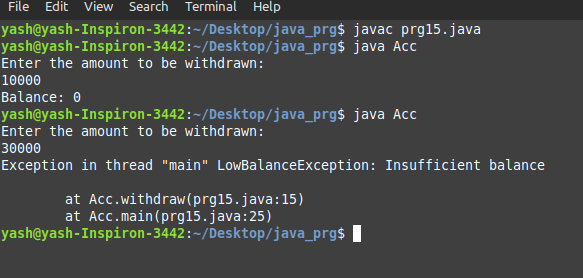 File Edit View Search Terminal Help
yash@yash-Inspiron-3442:~/Desktop/java_prg$ javac prg15.java
yash@yash-Inspiron-3442:~/Desktop/java_prg$ java Acc
Enter the amount to be withdrawn:
10000
Balance: 0
yash@yash-Inspiron-3442:~/Desktop/java_prg$ java Acc
Enter the amount to be withdrawn:
30000
Exception in thread "main" LowBalanceException: Insufficient balance
at Acc.withdraw(prg15.java:15)
at Acc.main(prg15.java:25)
yash@yash-Inspiron-3442:~/Desktop/java_prg$